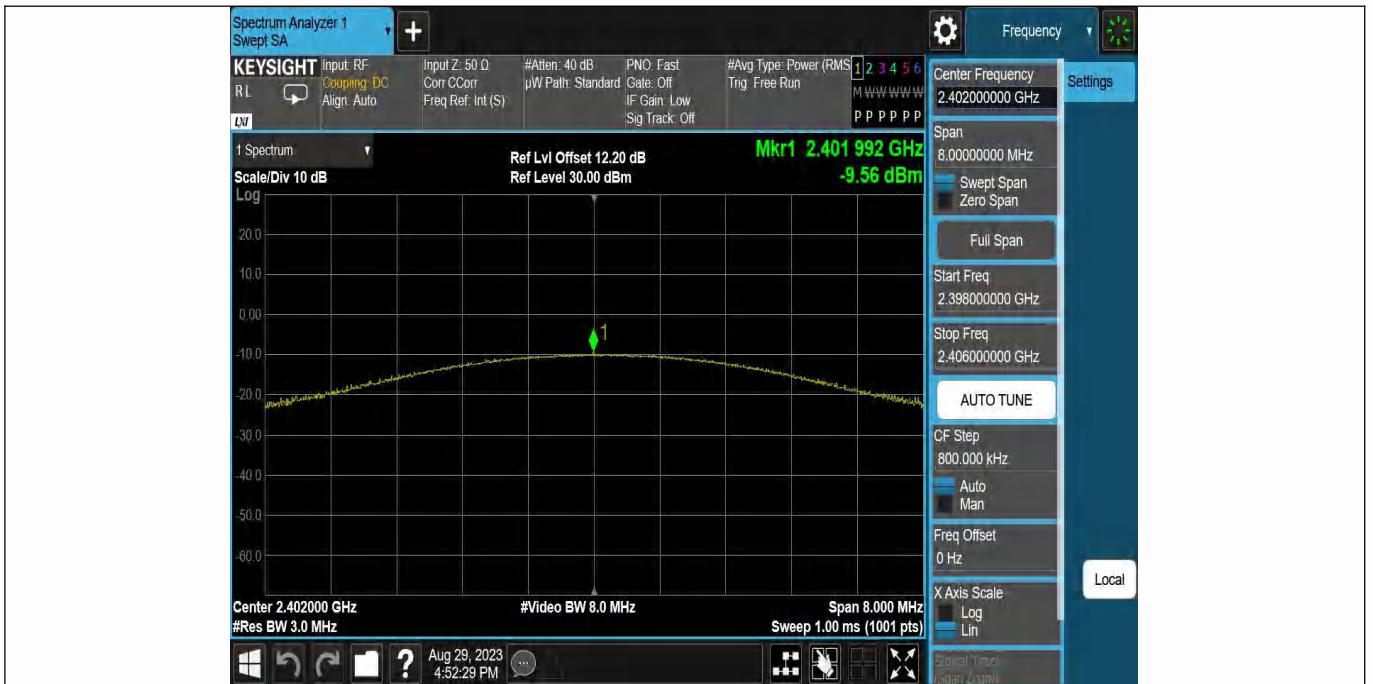 Spectrum Analyzer 1
Swept SA
+
Frequency
KEYSIGHT
RL
LXI
Input: RF
Coupling: DC
Align: Auto
Input Z: 50 Ω
Corr CCorr
Freq Ref: Int (S)
#Atten: 40 dB
µW Path: Standard
PNO: Fast
Gate: Off
IF Gain: Low
Sig Track: Off
#Avg Type: Power (RMS
Trig: Free Run
1 2 3 4 5 6
M W W W W W
P P P P P P
1 Spectrum
Scale/Div 10 dB
Log
Ref Lvl Offset 12.20 dB
Ref Level 30.00 dBm
Mkr1 2.401 992 GHz
-9.56 dBm
20.0
10.0
0.00
-10.0
-20.0
-30.0
-40.0
-50.0
-60.0
1
Center 2.402000 GHz
#Res BW 3.0 MHz
#Video BW 8.0 MHz
Span 8.000 MHz
Sweep 1.00 ms (1001 pts)
Center Frequency
2.402000000 GHz
Settings
Span
8.00000000 MHz
Swept Span
Zero Span
Full Span
Start Freq
2.398000000 GHz
Stop Freq
2.406000000 GHz
AUTO TUNE
CF Step
800.000 kHz
Auto
Man
Freq Offset
0 Hz
X Axis Scale
Log
Lin
Local
Signal Track
(Span Zoom)
?
Aug 29, 2023
4:52:29 PM